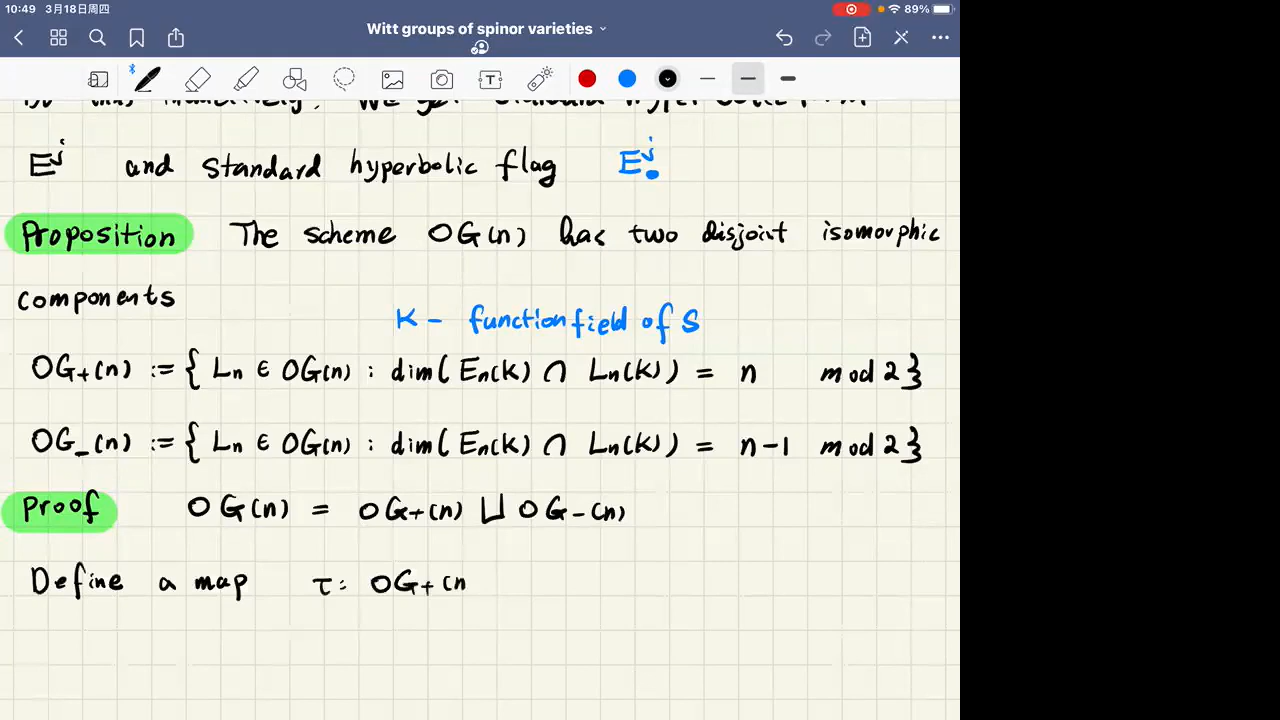 10:49 3月18日周四
89%
Witt groups of spinor varieties
T
E^j and standard hyperbolic flag E^j_•
Proposition The scheme OG(n) has two disjoint isomorphic
components
K - function field of S
OG+(n) := { Ln ∈ OG(n) : dim( En(K) ∩ Ln(K) ) = n mod 2 }
OG_(n) := { Ln ∈ OG(n) : dim( En(K) ∩ Ln(K) ) = n-1 mod 2 }
Proof OG(n) = OG+(n) ⊔ OG-(n)
Define a map τ: OG+(n